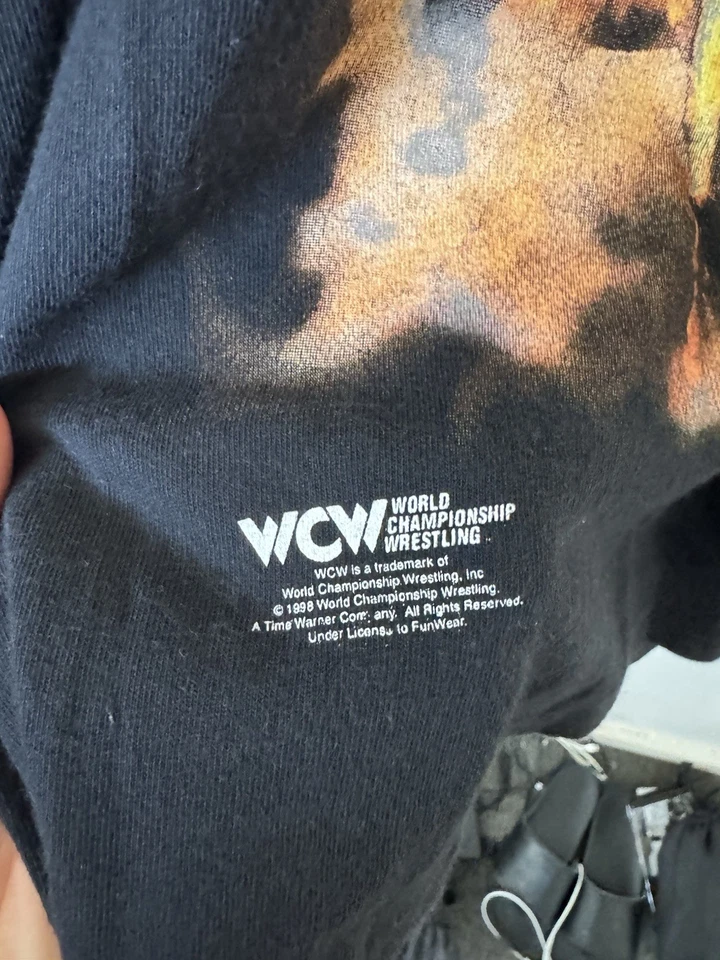 WCW WORLD
CHAMPIONSHIP
WRESTLING
WCW is a trademark of
World Championship Wrestling, Inc
© 1998 World Championship Wrestling.
A Time Warner Company. All Rights Reserved.
Under License to FunWear.